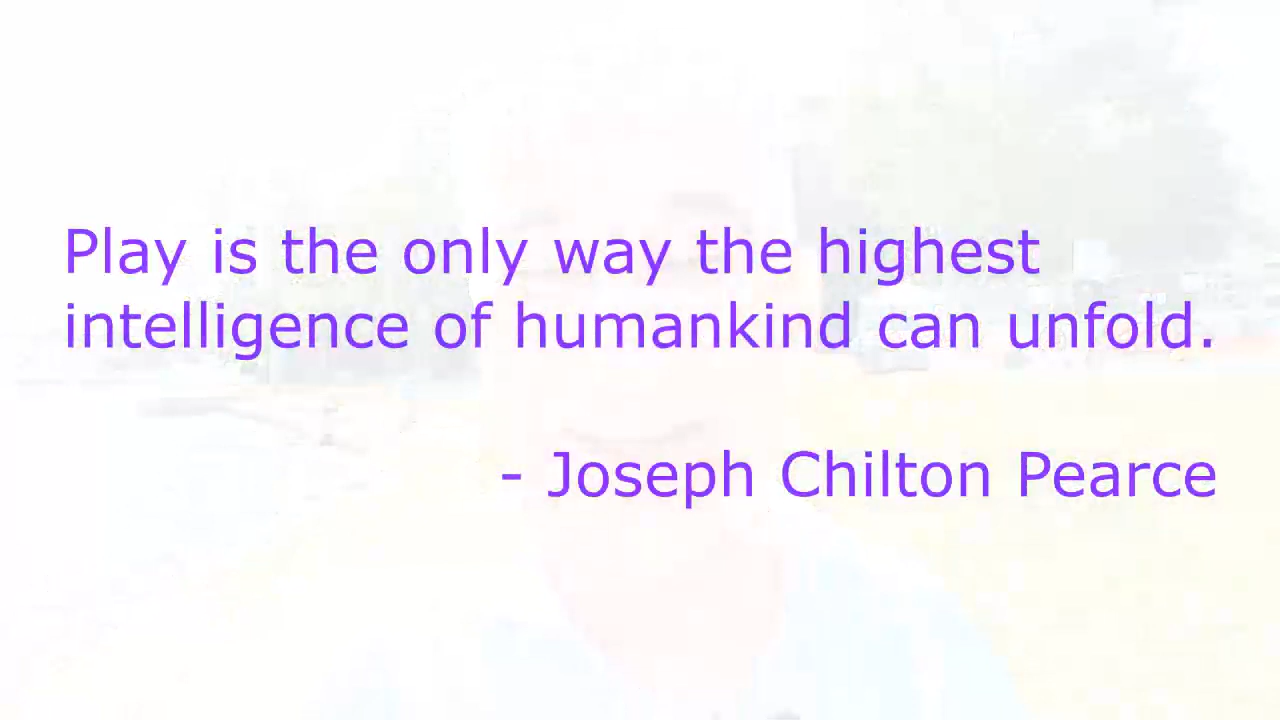 Play is the only way the highest
intelligence of humankind can unfold.
- Joseph Chilton Pearce